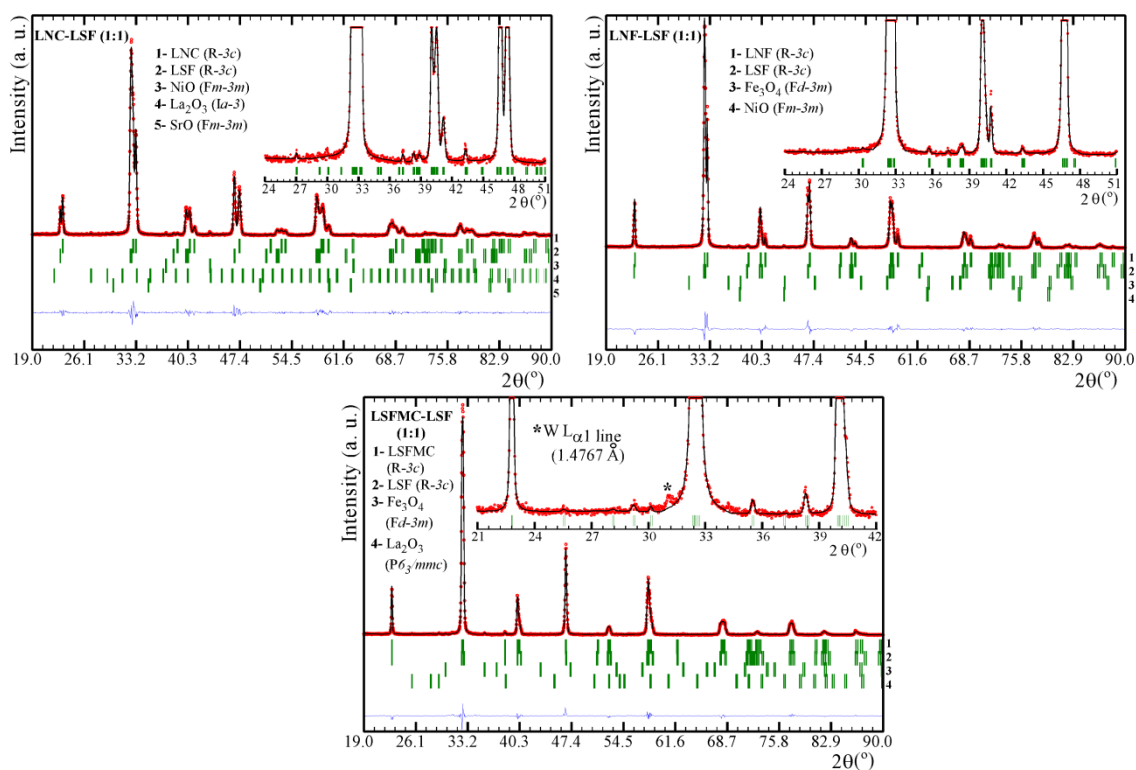 LNC-LSF (1:1)
1- LNC (R-3c)
2- LSF (R-3c)
3- NiO (Fm-3m)
4- La₂O₃ (Ia-3)
5- SrO (Fm-3m)
Intensity (a. u.)
24 27 30 33 36 39 42 45 48 51
2θ(°)
1
2
3
4
5
19.0 26.1 33.2 40.3 47.4 54.5 61.6 68.7 75.8 82.9 90.0
2θ(°)
LNF-LSF (1:1)
1- LNF (R-3c)
2- LSF (R-3c)
3- Fe₃O₄ (Fd-3m)
4- NiO (Fm-3m)
Intensity (a. u.)
24 27 30 33 36 39 42 45 48 51
2θ(°)
1
2
3
4
19.0 26.1 33.2 40.3 47.4 54.5 61.6 68.7 75.8 82.9 90.0
2θ(°)
LSFMC-LSF
(1:1)
1- LSFMC
(R-3c)
2- LSF (R-3c)
3- Fe₃O₄
(Fd-3m)
4- La₂O₃
(P6₃/mmc)
Intensity (a. u.)
*W Lα1 line
(1.4767 Å)
*
21 24 27 30 33 36 39 42
2 θ(°)
1
2
3
4
19.0 26.1 33.2 40.3 47.4 54.5 61.6 68.7 75.8 82.9 90.0
2θ(°)